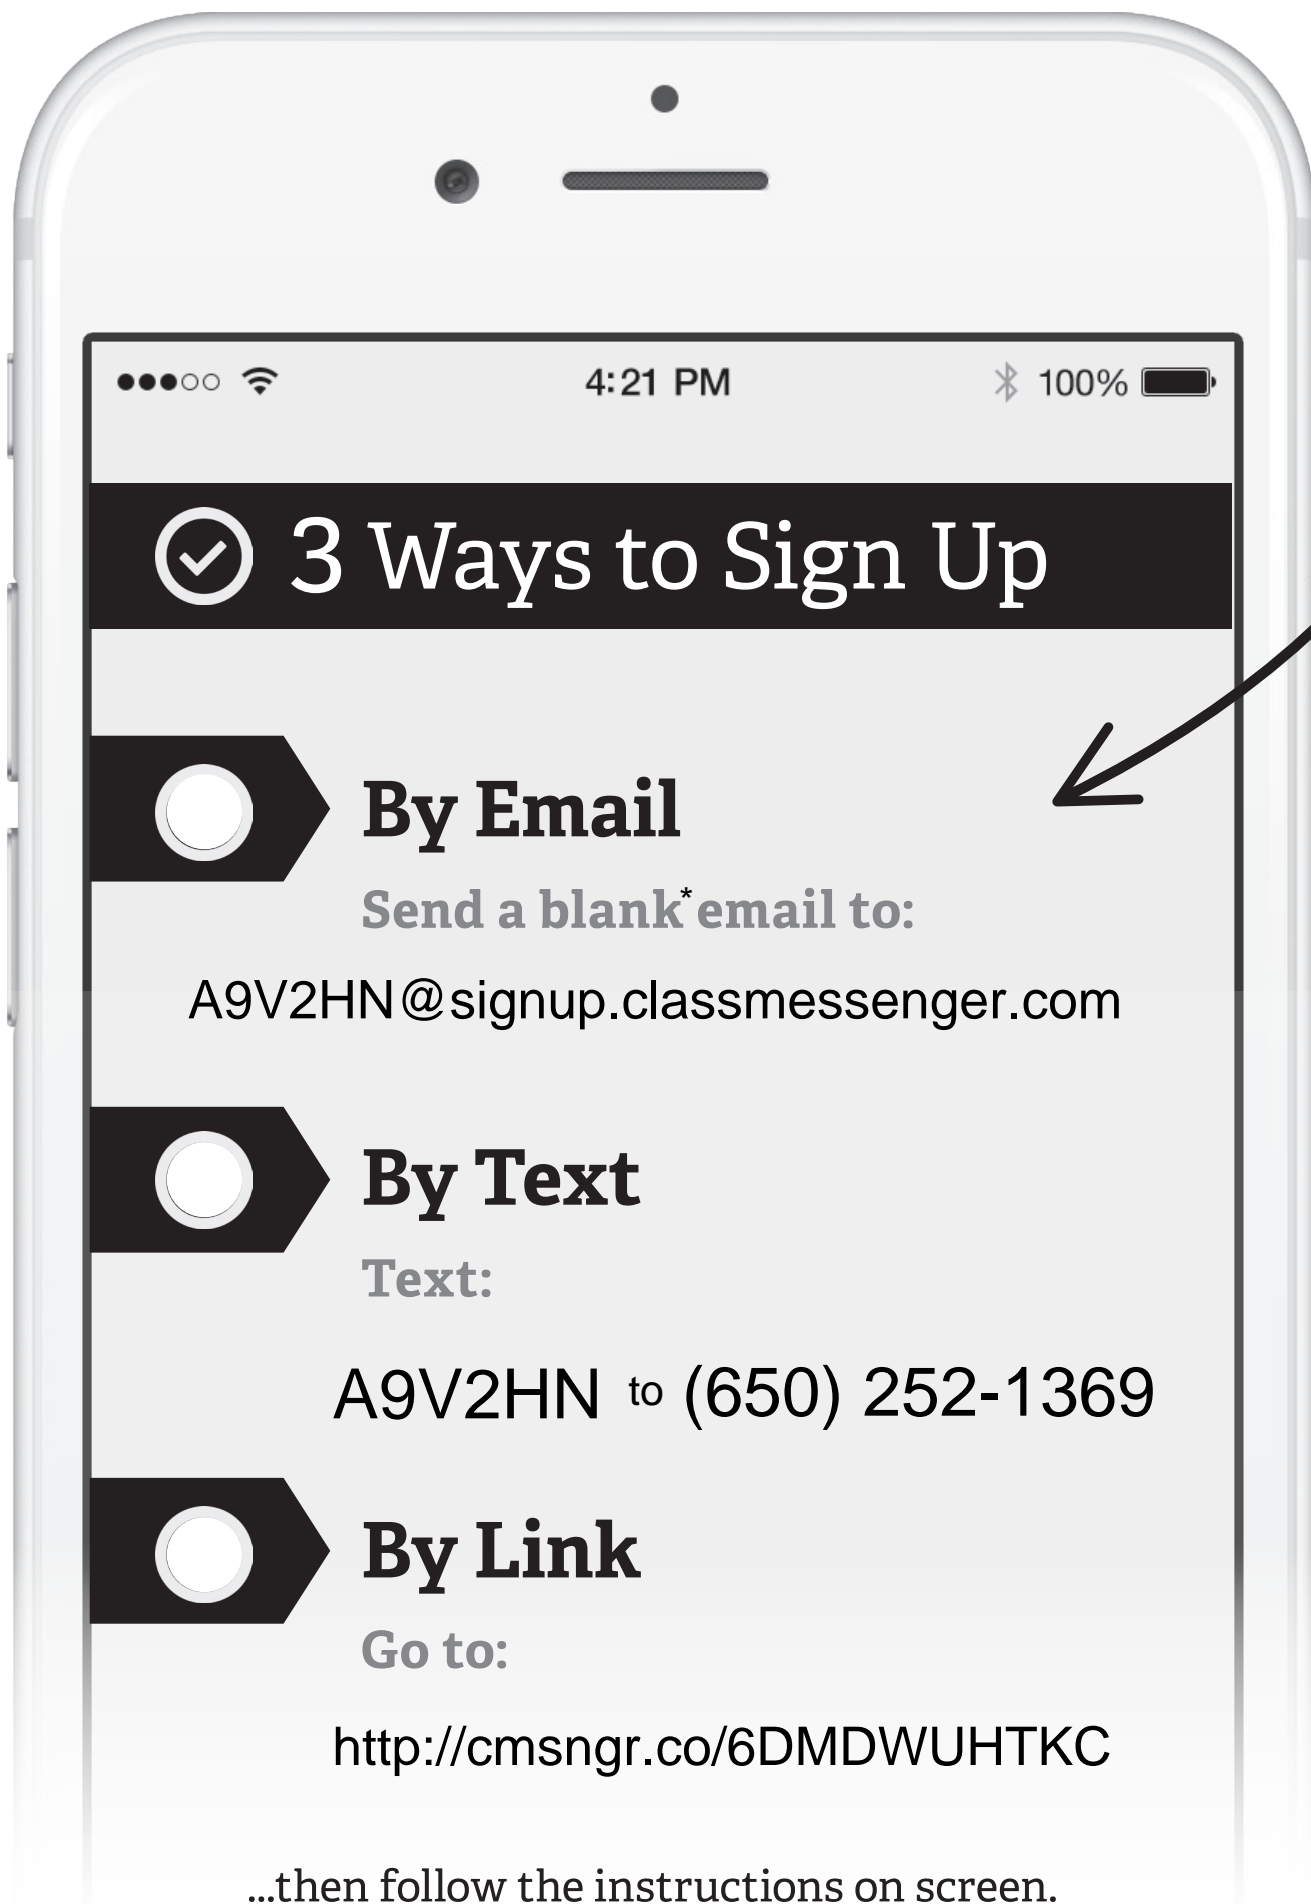 4:21 PM 100%
3 Ways to Sign Up
By Email
Send a blank* email to:
A9V2HN@signup.classmessenger.com
By Text
Text:
A9V2HN to (650) 252-1369
By Link
Go to:
http://cmsngr.co/6DMDWUHTKC
...then follow the instructions on screen.